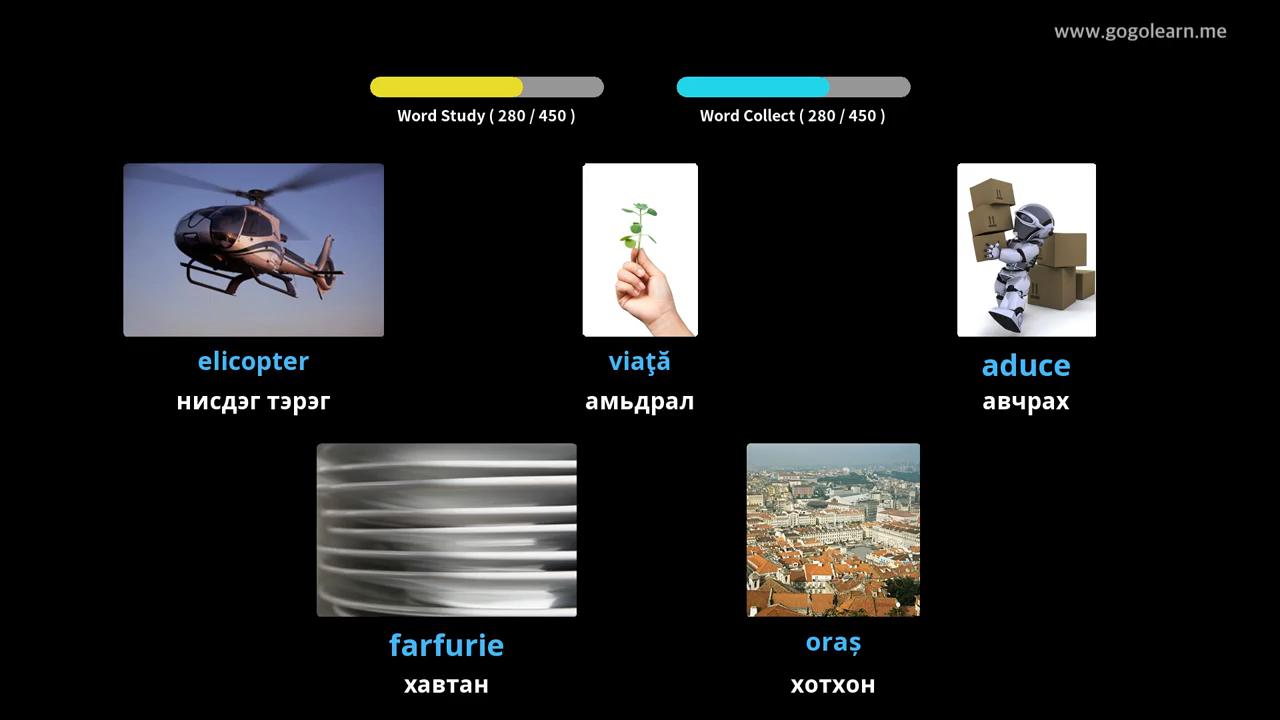 www.gogolearn.me
Word Study ( 280 / 450 )
Word Collect ( 280 / 450 )
elicopter
нисдэг тэрэг
viaţă
амьдрал
aduce
авчрах
farfurie
хавтан
oraș
хотхон